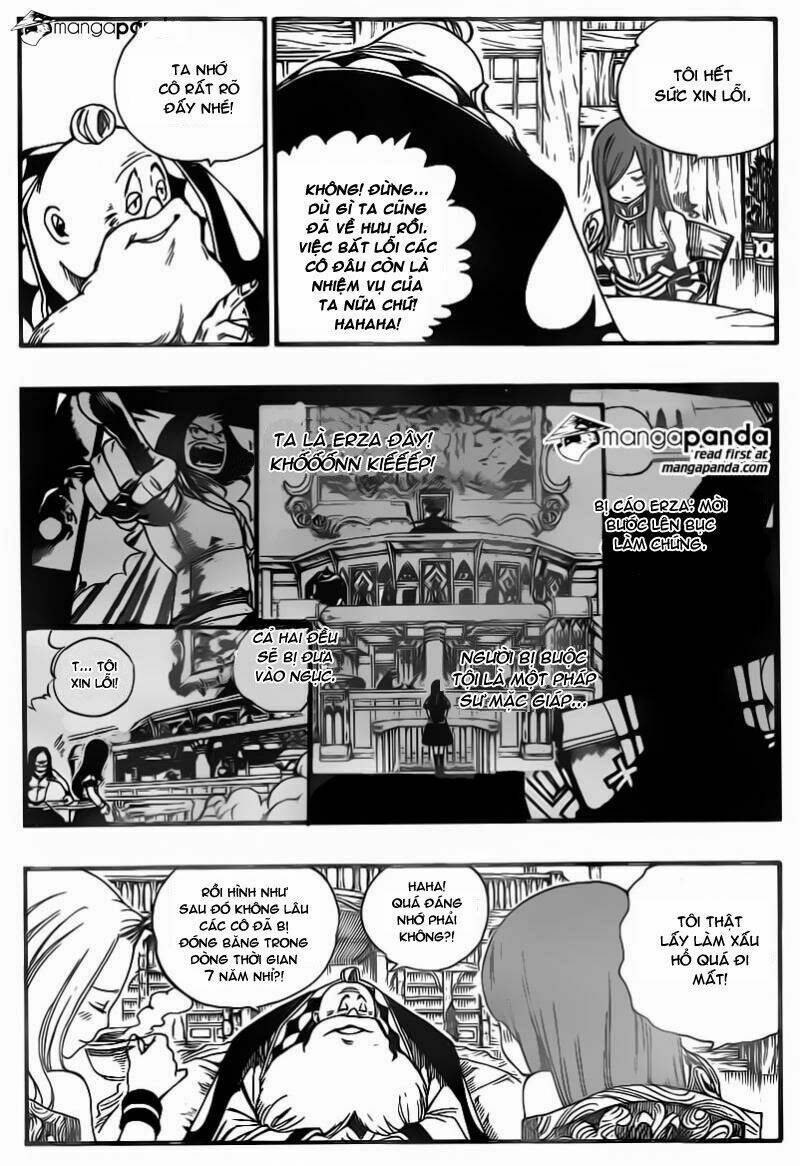 mangapanda
TA NHỚ
CÔ RẤT RÕ
ĐẤY NHÉ!
TÔI HẾT
SỨC XIN LỖI.
KHÔNG! ĐỪNG...
DÙ GÌ TA CŨNG
ĐÃ VỀ HƯU RỒI.
VIỆC BẤT LỖI CÁC
CÔ ĐÂU CÒN LÀ
NHIỆM VỤ CỦA
TA NỮA CHỨ!
HAHAHA!
TA LÀ ERZA ĐÂY!
KHỐỐỐNN KIẾẾẾP!
mangapanda
read first at
mangapanda.com
BỊ CÁO ERZA: MỜI
BƯỚC LÊN BỤC
LÀM CHỨNG.
T... TÔI
XIN LỖI!
CẢ HAI ĐỀU
SẼ BỊ ĐƯA
VÀO NGỤC.
NGƯỜI BỊ BUỘC
TỘI LÀ MỘT PHÁP
SƯ MẶC GIÁP...
RỒI HÌNH NHƯ
SAU ĐÓ KHÔNG LÂU
CÁC CÔ ĐÃ BỊ
ĐÓNG BĂNG TRONG
DÒNG THỜI GIAN
7 NĂM NHỈ?!
HAHA!
QUÁ ĐÁNG
NHỚ PHẢI
KHÔNG?!
TÔI THẬT
LẤY LÀM XẤU
HỔ QUÁ ĐI
MẤT!